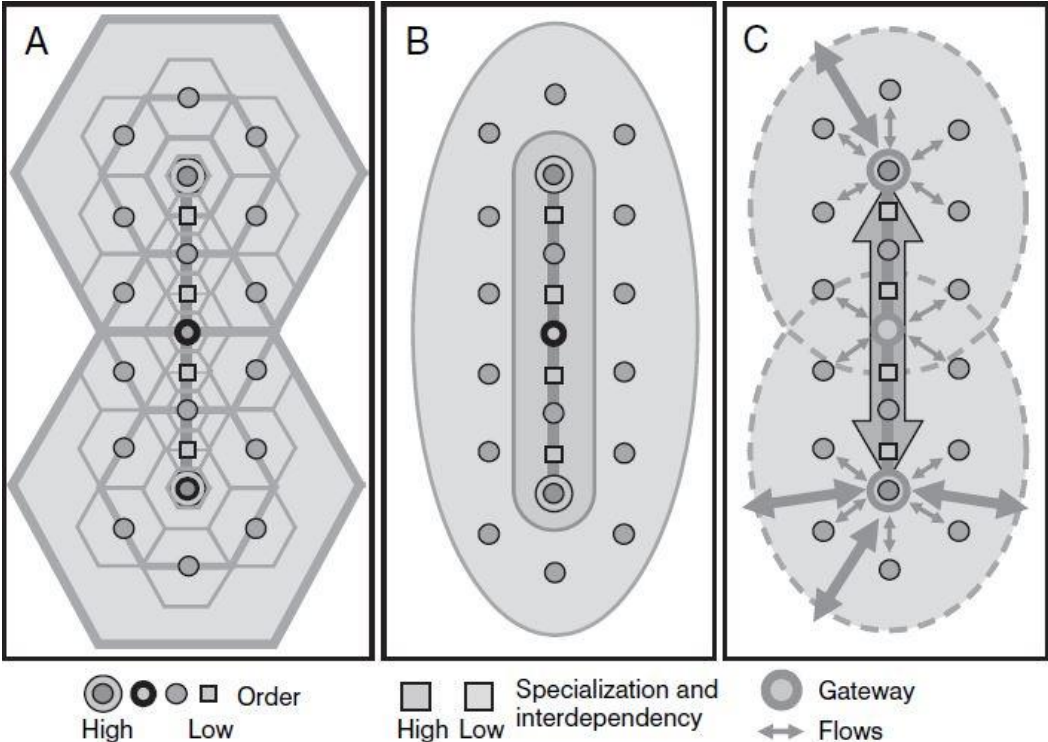 A
B
C
Order
High
Low
Specialization and
interdependency
High Low
Gateway
Flows